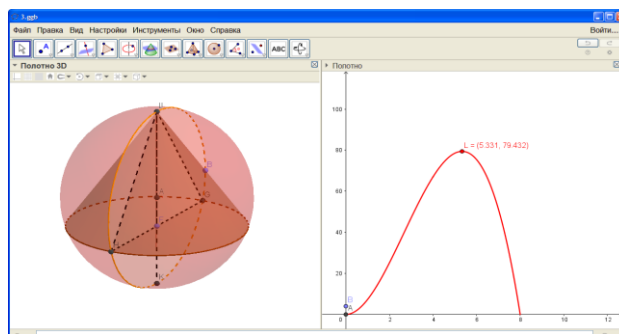 3.ggb
Файл Правка Вид Настройки Инструменты Окно Справка
Войти...
A
ABC
Полотно 3D
Полотно
B
A
K
100
80
60
40
20
0
L = (5.331, 79.432)
B
A
2 4 6 8 10 12